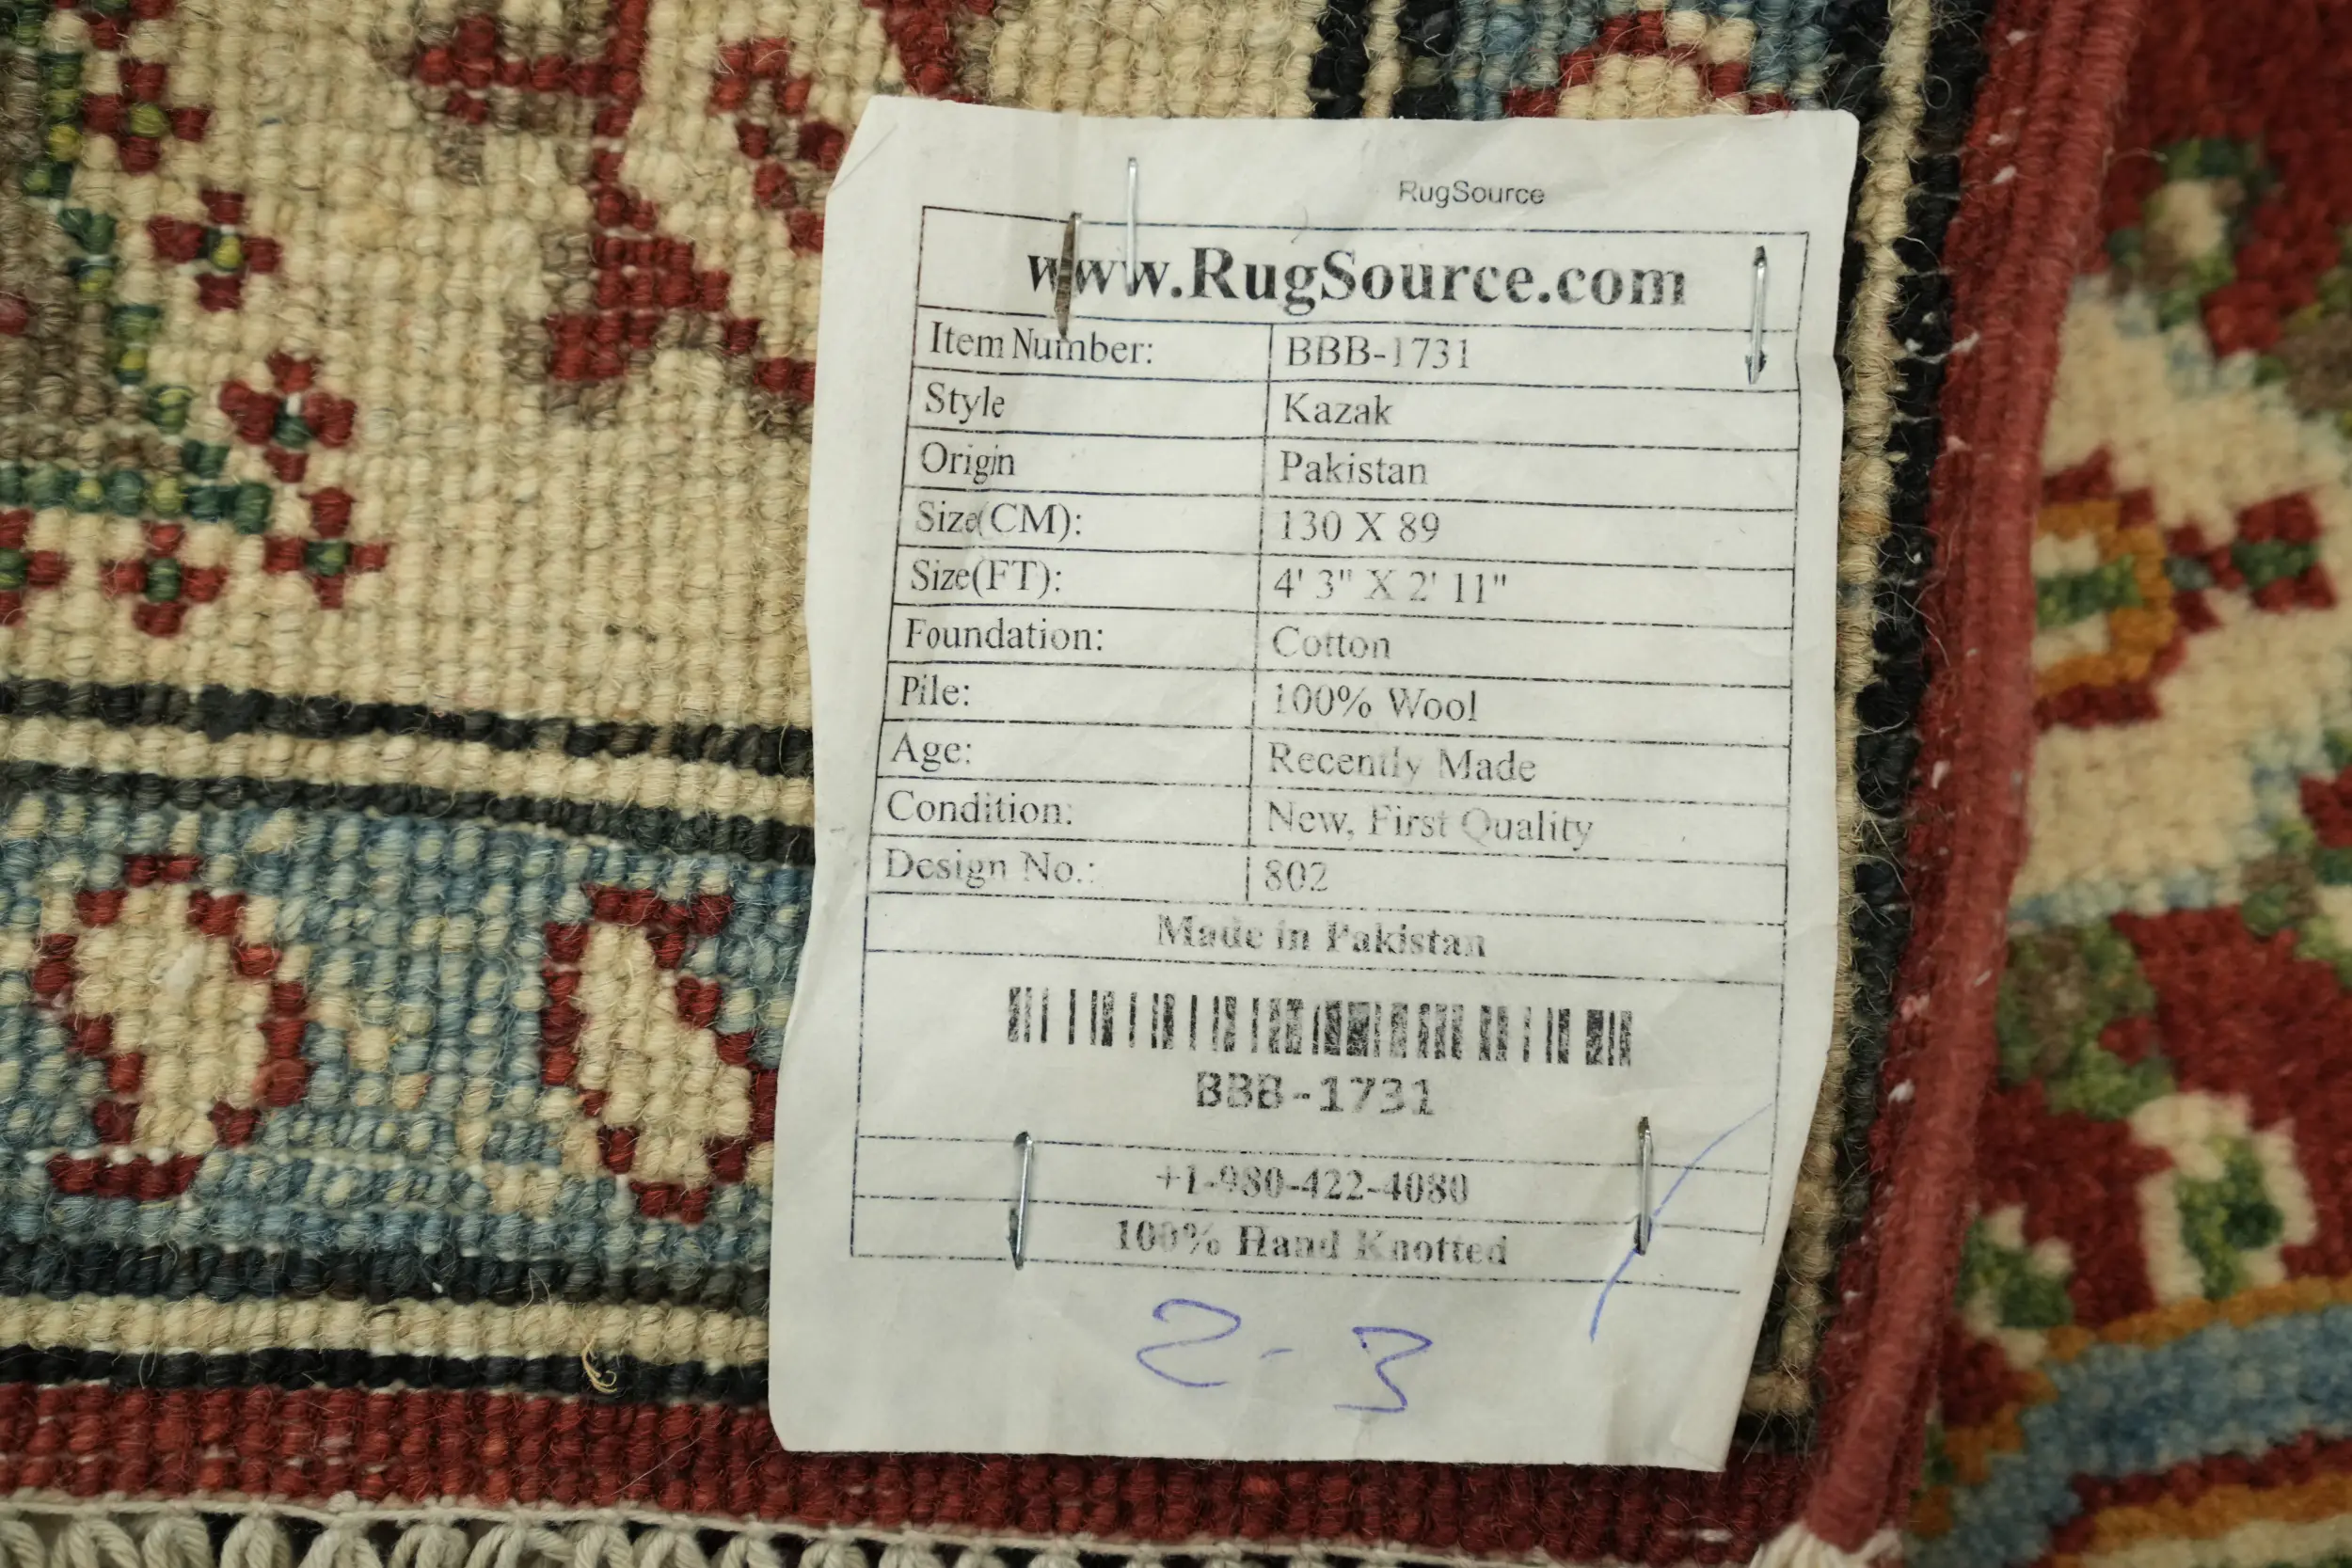 RugSource
www.RugSource.com
Item Number: BBB-1731
Style Kazak
Origin Pakistan
Size(CM): 130 X 89
Size(FT): 4' 3" X 2' 11"
Foundation: Cotton
Pile: 100% Wool
Age: Recently Made
Condition: New, First Quality
Design No.: 802
Made in Pakistan
BBB-1731
+1-980-422-4080
100% Hand Knotted
2-3